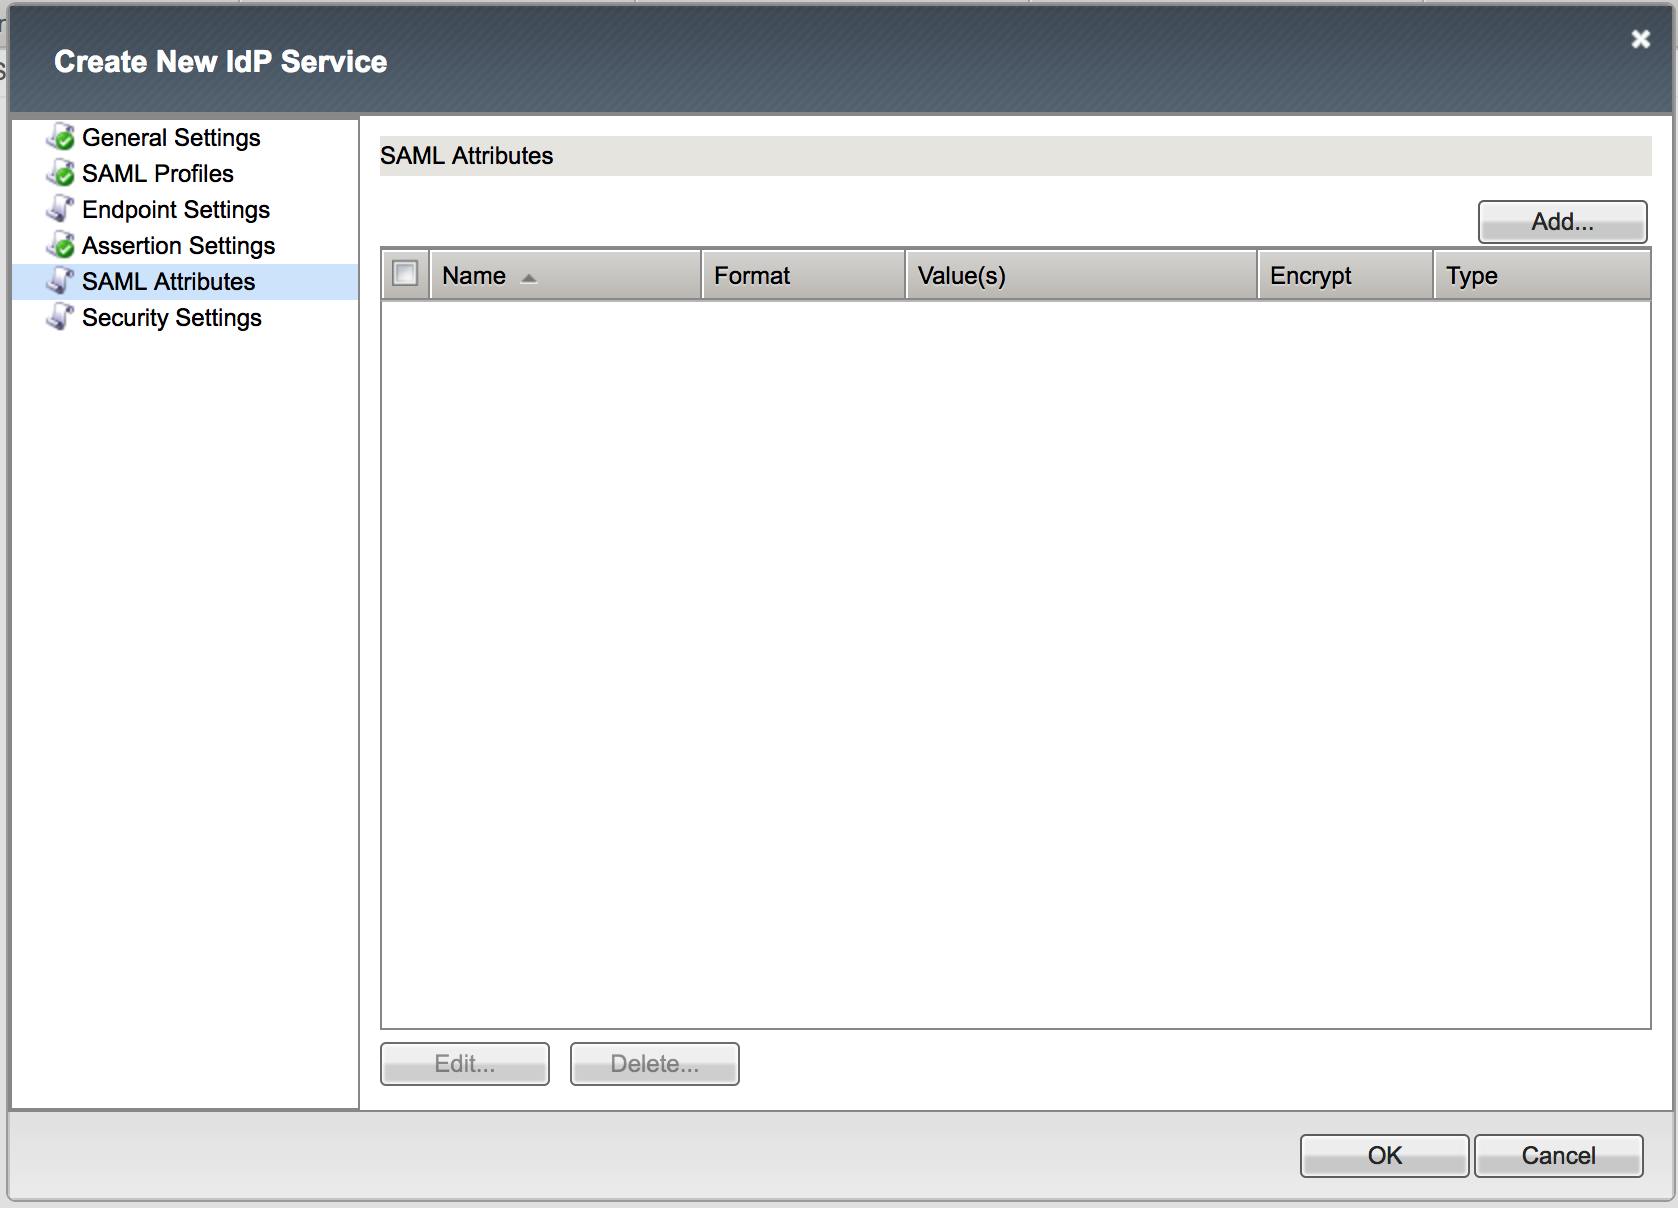 Create New IdP Service
General Settings
SAML Profiles
Endpoint Settings
Assertion Settings
SAML Attributes
Security Settings
SAML Attributes
Add...
Name Format Value(s) Encrypt Type
Edit... Delete...
OK Cancel